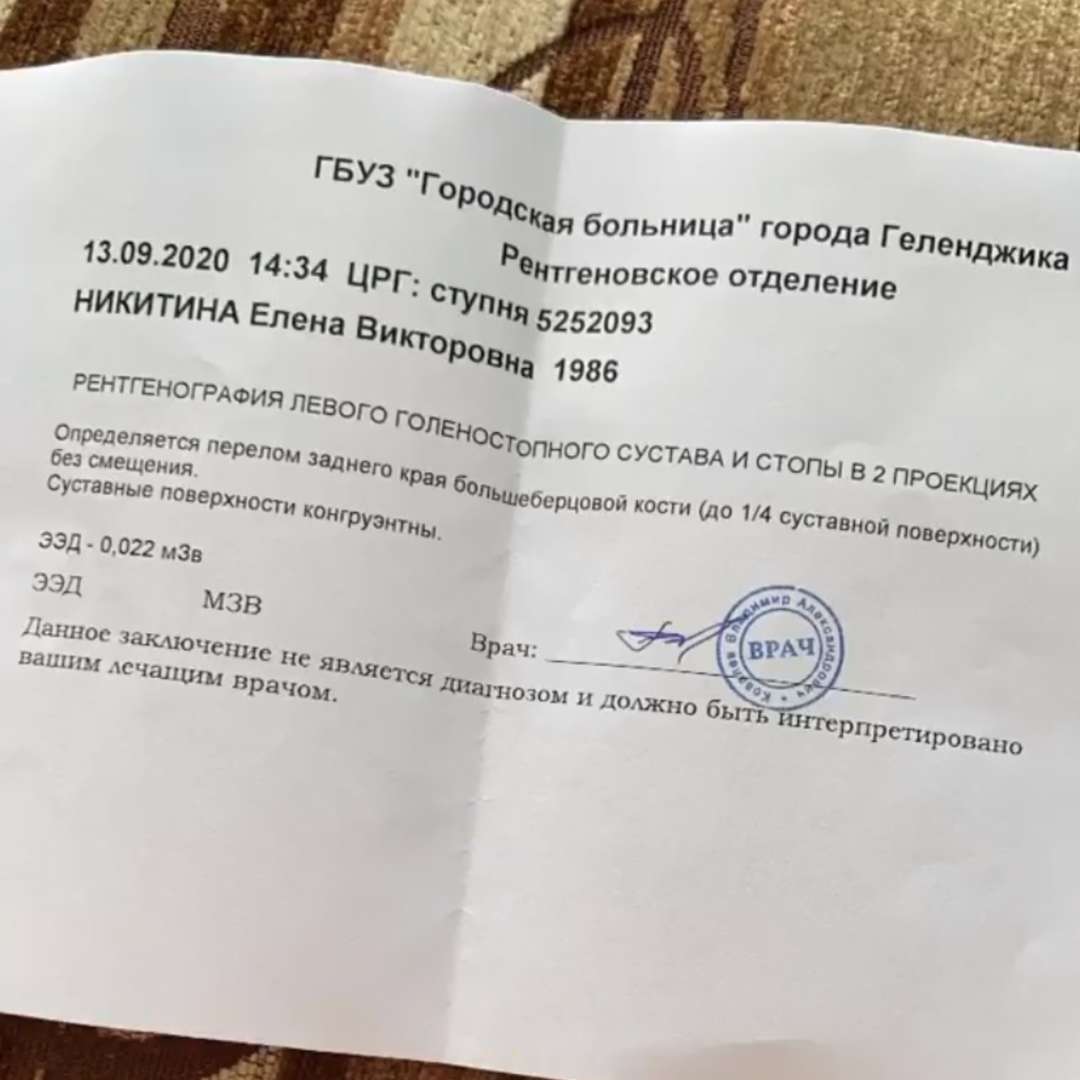 ГБУЗ "Городская больница" города Геленджика
Рентгеновское отделение
13.09.2020 14:34 ЦРГ: ступня 5252093
НИКИТИНА Елена Викторовна 1986
РЕНТГЕНОГРАФИЯ ЛЕВОГО ГОЛЕНОСТОПНОГО СУСТАВА И СТОПЫ В 2 ПРОЕКЦИЯХ
Определяется перелом заднего края большеберцовой кости (до 1/4 суставной поверхности)
без смещения.
Суставные поверхности конгруэнтны.
ЭЭД - 0,022 мЗв
ЭЭД МЗВ
Врач:
Владимир Александрович
ВРАЧ
Данное заключение не является диагнозом и должно быть интерпретировано
вашим лечащим врачом.